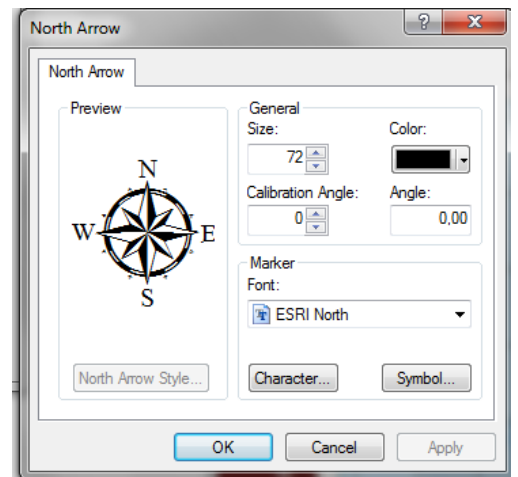 North Arrow
North Arrow
Preview
N
W E
S
North Arrow Style...
General
Size: Color:
72
Calibration Angle: Angle:
0 0,00
Marker
Font:
ESRI North
Character... Symbol...
OK Cancel Apply